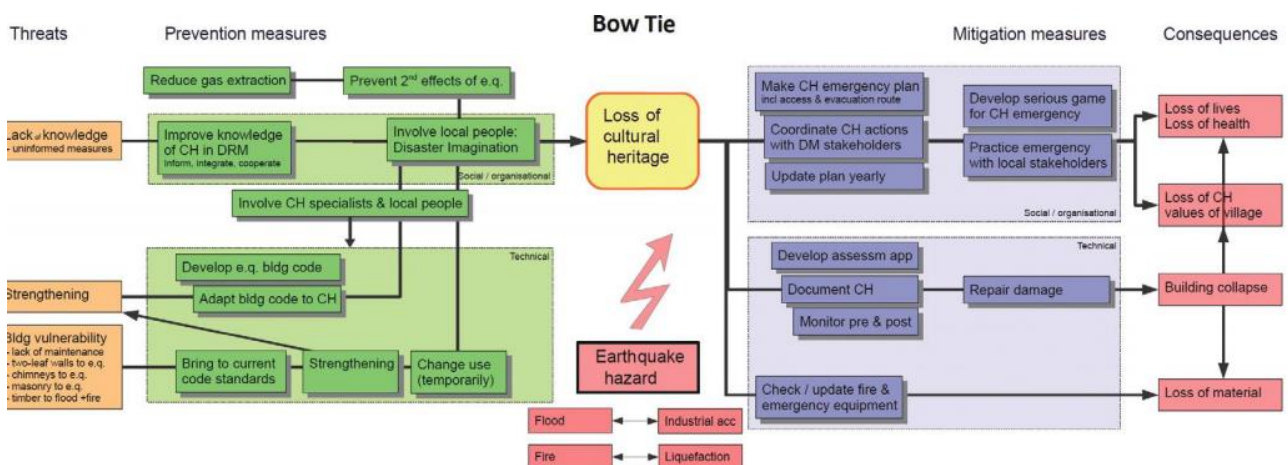 Bow Tie
Threats
Prevention measures
Mitigation measures
Consequences
Reduce gas extraction
Prevent 2nd effects of e.q.
Lack of knowledge
- uninformed measures
Improve knowledge
of CH in DRM
Inform, integrate, cooperate
Involve local people:
Disaster Imagination
Social / organisational
Involve CH specialists & local people
Technical
Develop e.q. bldg code
Adapt bldg code to CH
Strengthening
Bldg vulnerability
- lack of maintenance
- two-leaf walls to e.q.
- chimneys to e.q.
- masonry to e.q.
- timber to flood +fire
Bring to current
code standards
Strengthening
Change use
(temporarily)
Loss of
cultural
heritage
Earthquake
hazard
Flood
Industrial acc
Fire
Liquefaction
Make CH emergency plan
incl access & evacuation route
Coordinate CH actions
with DM stakeholders
Update plan yearly
Develop serious game
for CH emergency
Practice emergency
with local stakeholders
Social / organisational
Technical
Develop assessm app
Document CH
Monitor pre & post
Repair damage
Check / update fire &
emergency equipment
Loss of lives
Loss of health
Loss of CH
values of village
Building collapse
Loss of material